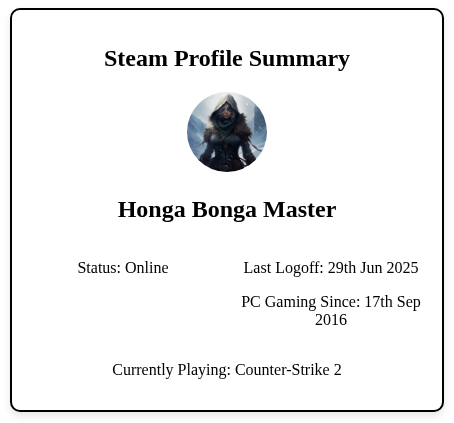 Steam Profile Summary
Honga Bonga Master
Status: Online
Last Logoff: 29th Jun 2025
PC Gaming Since: 17th Sep
2016
Currently Playing: Counter-Strike 2